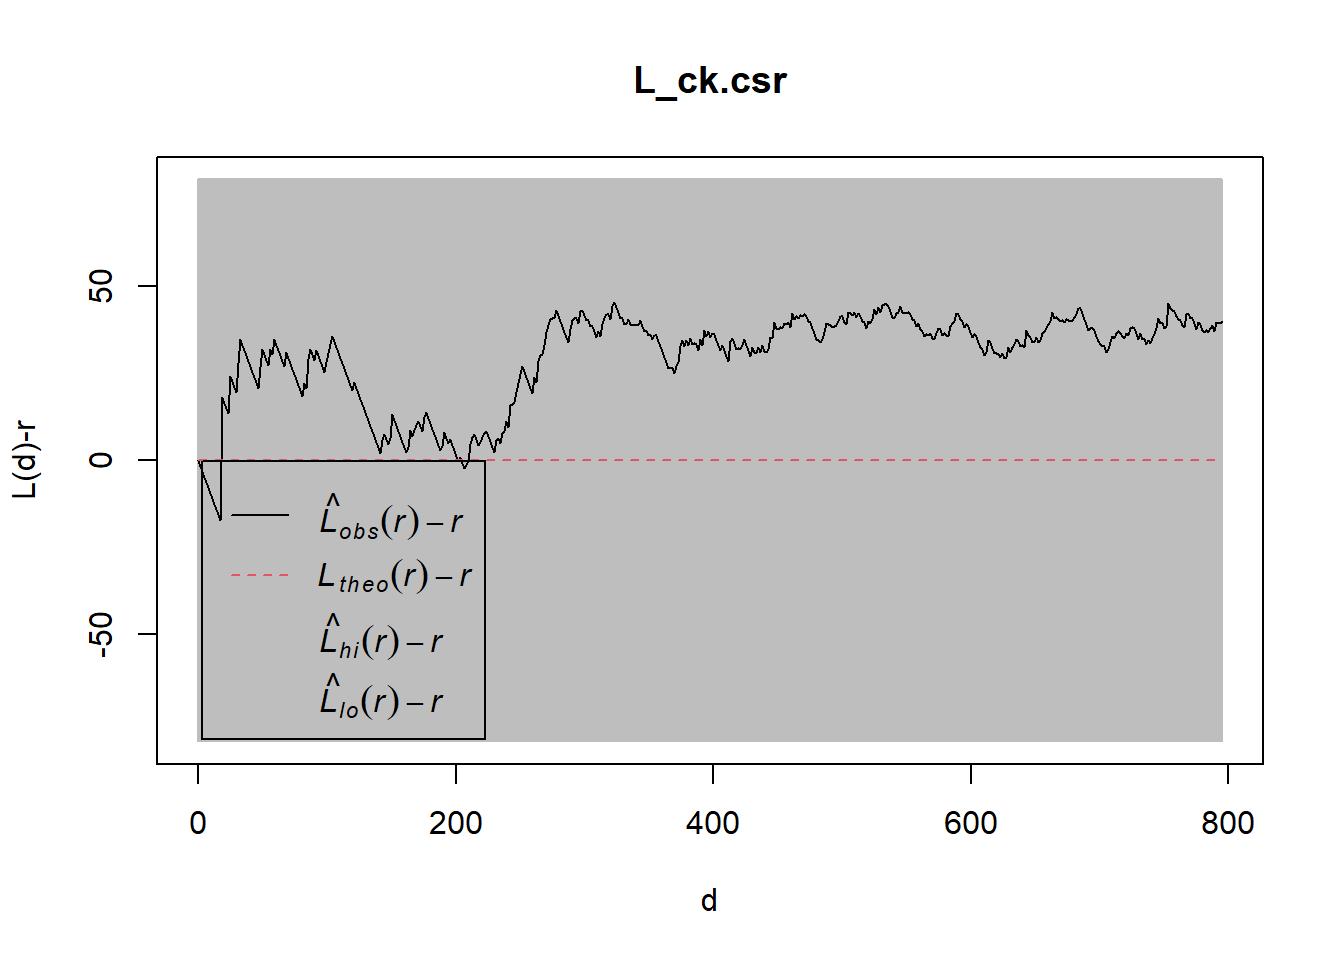 L_ck.csr
L(d)-r
50
0
-50
L̂obs(r) − r
Ltheo(r) − r
L̂hi(r) − r
L̂lo(r) − r
0 200 400 600 800
d